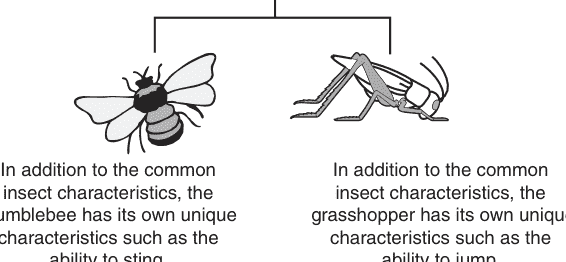 In addition to the common
insect characteristics, the
umblebee has its own unique
characteristics such as the
ability to sting
In addition to the common
insect characteristics, the
grasshopper has its own uniqu
characteristics such as the
ability to jump